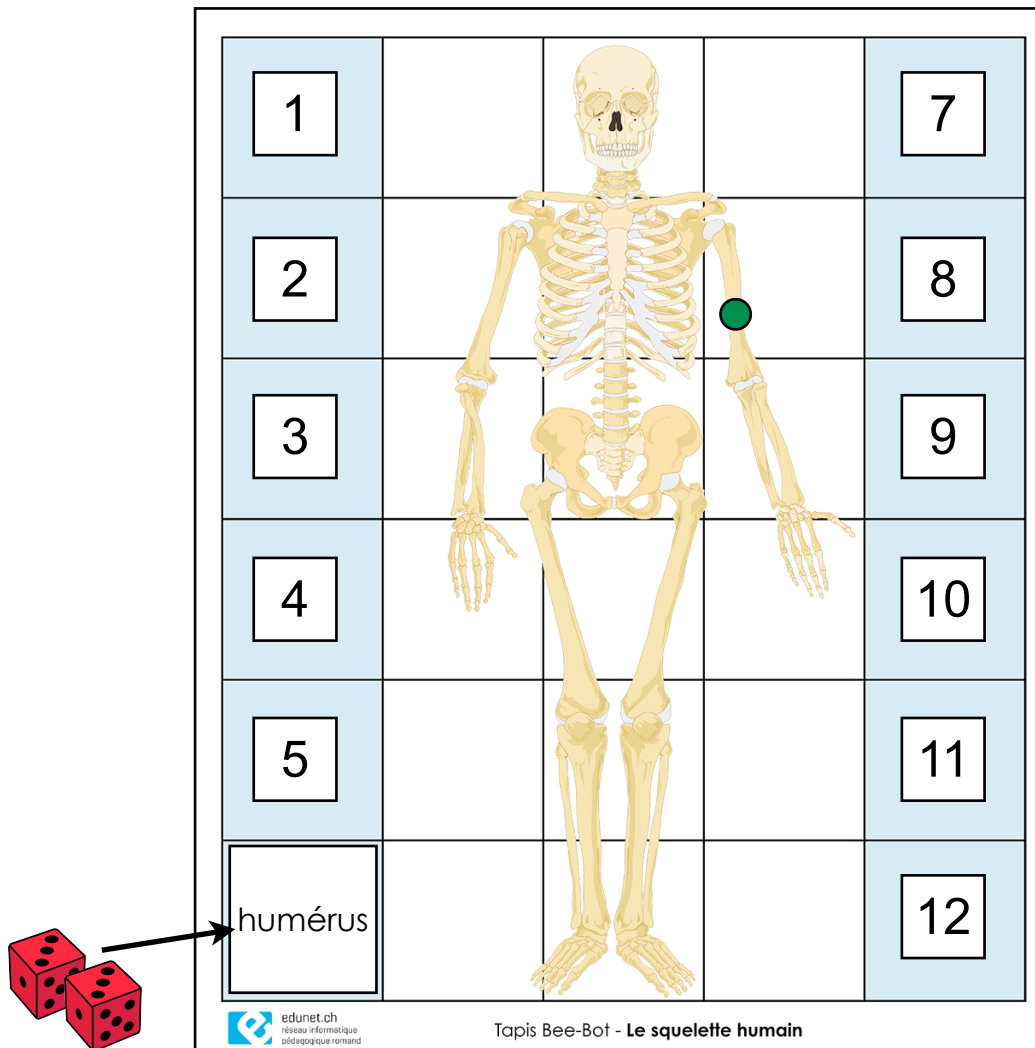 1
7
2
8
3
9
4
10
5
11
humérus
12
edunet.ch
réseau informatique
pédagogique romand
Tapis Bee-Bot - Le squelette humain